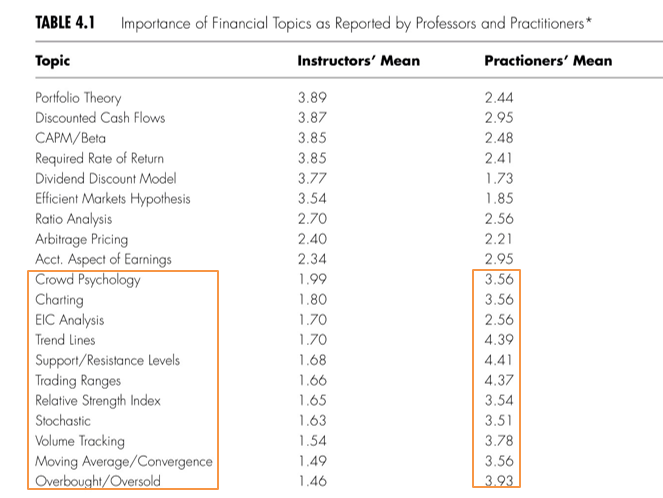 TABLE 4.1 Importance of Financial Topics as Reported by Professors and Practitioners*
Topic Instructors' Mean Practioners' Mean
Portfolio Theory 3.89 2.44
Discounted Cash Flows 3.87 2.95
CAPM/Beta 3.85 2.48
Required Rate of Return 3.85 2.41
Dividend Discount Model 3.77 1.73
Efficient Markets Hypothesis 3.54 1.85
Ratio Analysis 2.70 2.56
Arbitrage Pricing 2.40 2.21
Acct. Aspect of Earnings 2.34 2.95
Crowd Psychology 1.99 3.56
Charting 1.80 3.56
EIC Analysis 1.70 2.56
Trend Lines 1.70 4.39
Support/Resistance Levels 1.68 4.41
Trading Ranges 1.66 4.37
Relative Strength Index 1.65 3.54
Stochastic 1.63 3.51
Volume Tracking 1.54 3.78
Moving Average/Convergence 1.49 3.56
Overbought/Oversold 1.46 3.93